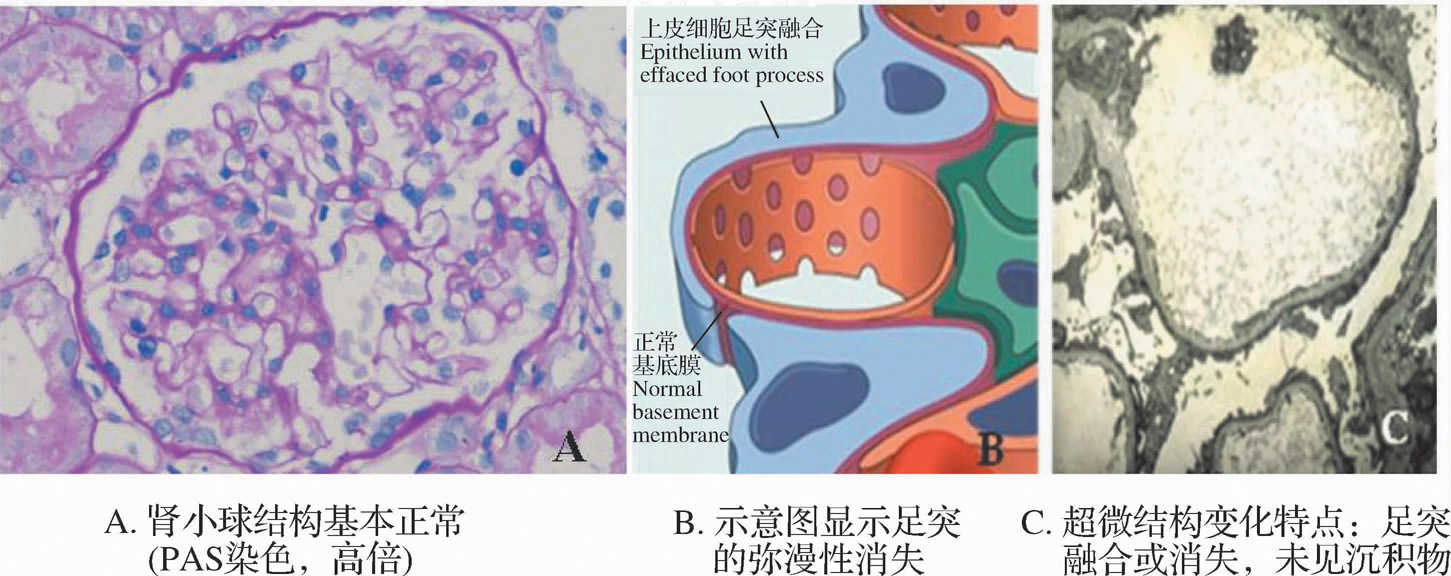 上皮细胞足突融合
Epithelium with
effaced foot process
正常
基底膜
Normal
basement
membrane
A
B
C
A. 肾小球结构基本正常
(PAS染色，高倍)
B. 示意图显示足突
的弥漫性消失
C. 超微结构变化特点：足突
融合或消失，未见沉积物